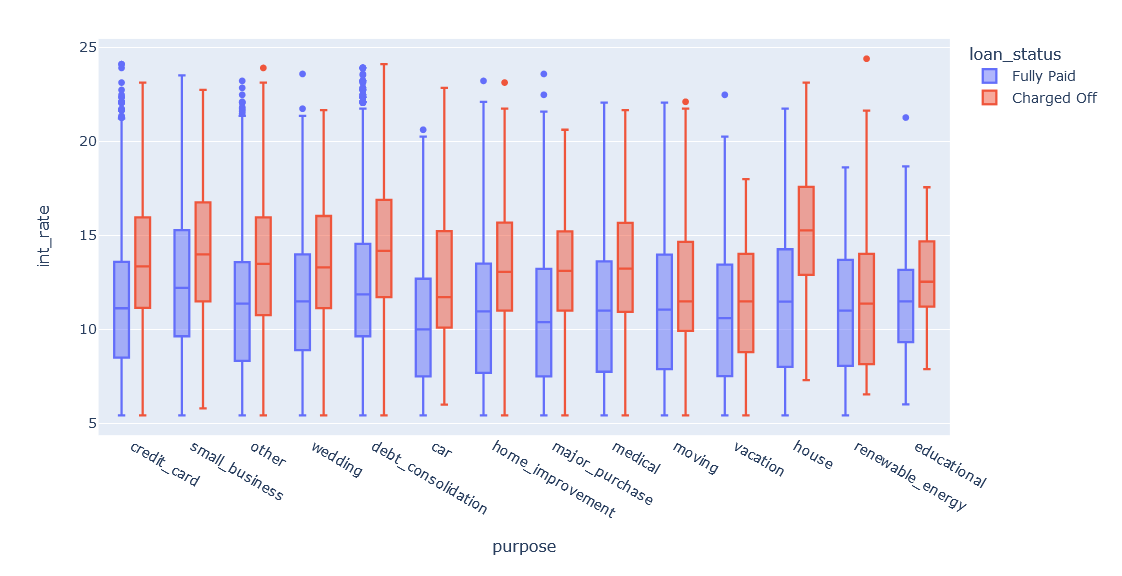 25
20
15
10
5
int_rate
credit_card
small_business
other
wedding
debt_consolidation
car
home_improvement
major_purchase
medical
moving
vacation
house
renewable_energy
educational
purpose
loan_status
Fully Paid
Charged Off